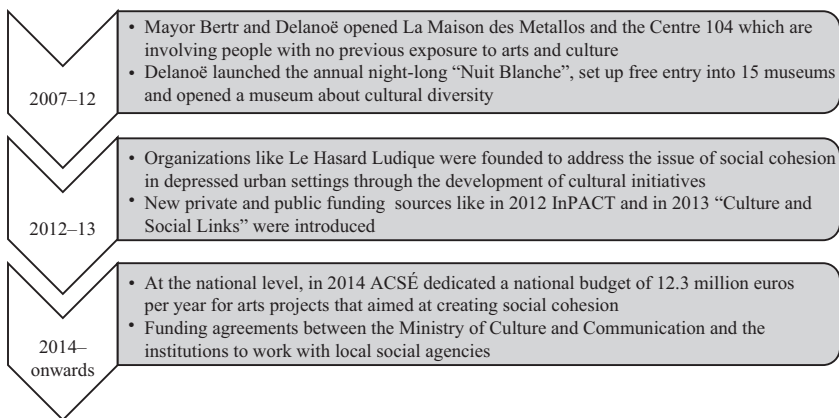 2007–12
• Mayor Bertr and Delanoë opened La Maison des Metallos and the Centre 104 which are
involving people with no previous exposure to arts and culture
• Delanoë launched the annual night-long “Nuit Blanche”, set up free entry into 15 museums
and opened a museum about cultural diversity
2012–13
• Organizations like Le Hasard Ludique were founded to address the issue of social cohesion
in depressed urban settings through the development of cultural initiatives
• New private and public funding sources like in 2012 InPACT and in 2013 “Culture and
Social Links” were introduced
2014–
onwards
• At the national level, in 2014 ACSÉ dedicated a national budget of 12.3 million euros
per year for arts projects that aimed at creating social cohesion
• Funding agreements between the Ministry of Culture and Communication and the
institutions to work with local social agencies